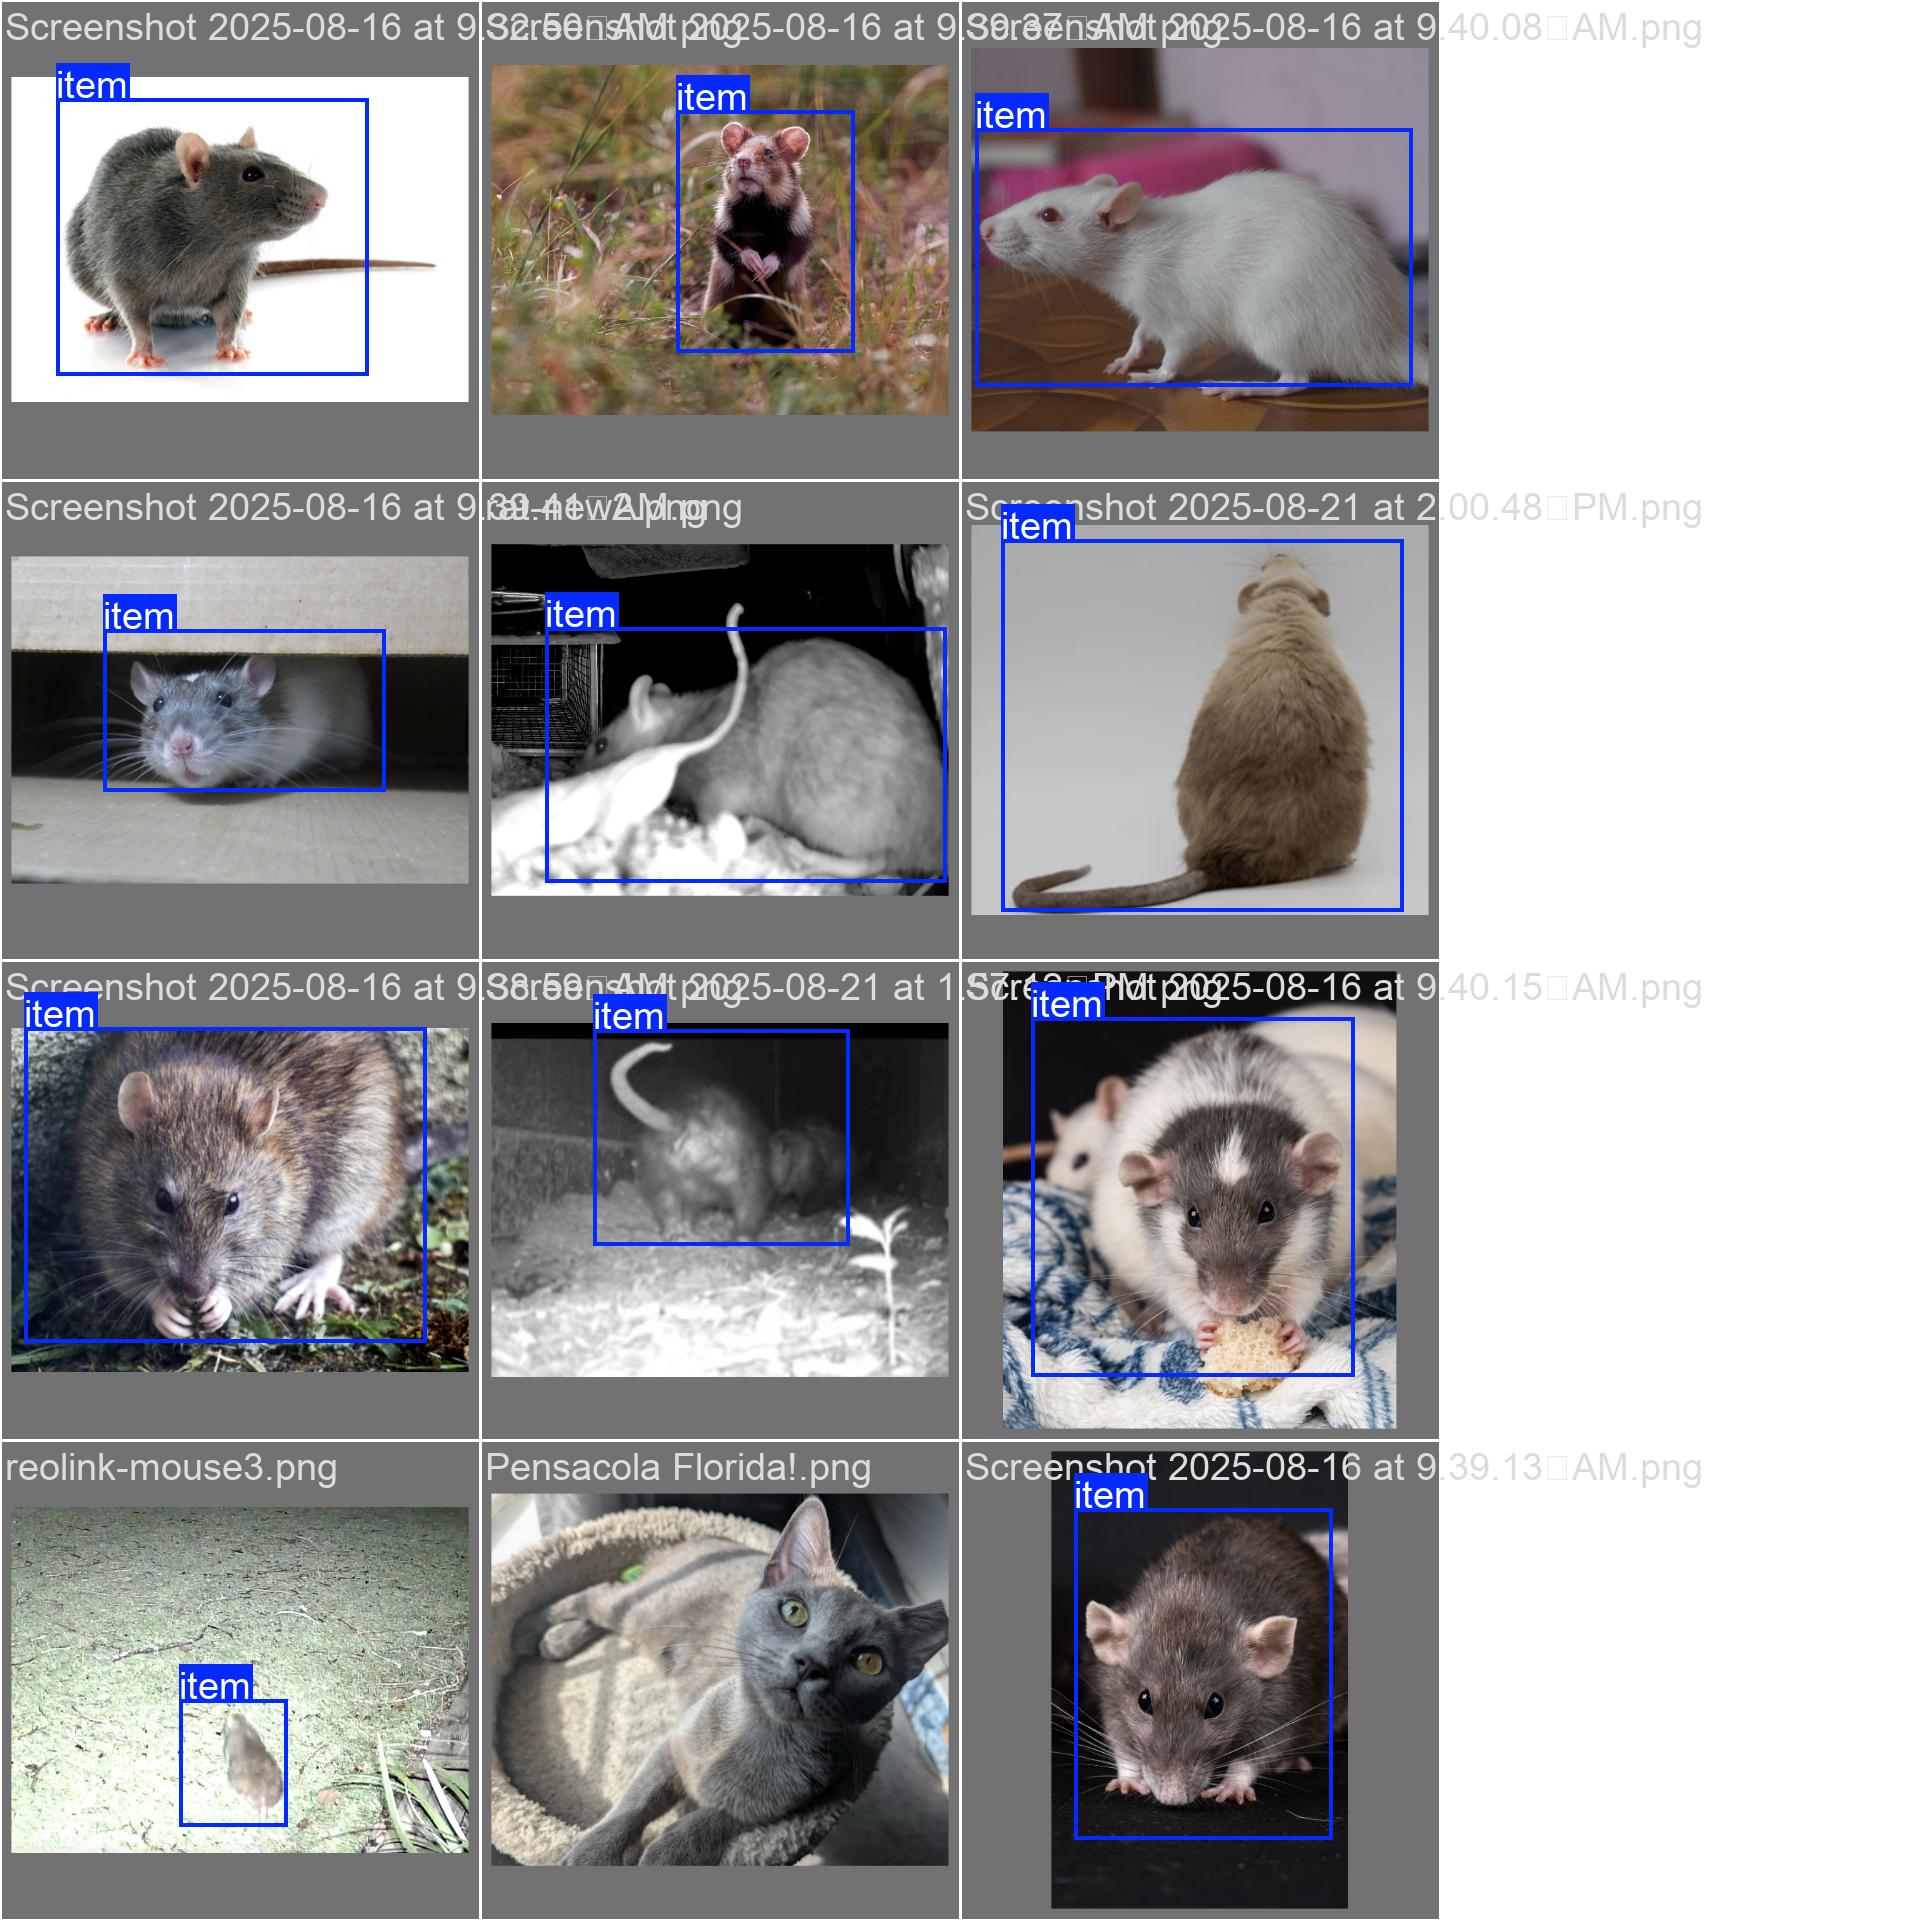 Screenshot 2025-08-16 at 9.32.50 AM.png
Screenshot 2025-08-16 at 9.39.37 AM.png
Screenshot 2025-08-16 at 9.40.08 AM.png
item
item
item
Screenshot 2025-08-16 at 9.39.41 AM.png
rat-new2.png
Screenshot 2025-08-21 at 2.00.48 PM.png
item
item
item
Screenshot 2025-08-16 at 9.38.59 AM.png
Screenshot 2025-08-21 at 1.57.12 PM.png
Screenshot 2025-08-16 at 9.40.15 AM.png
item
item
item
reolink-mouse3.png
Pensacola Florida!.png
Screenshot 2025-08-16 at 9.39.13 AM.png
item
item